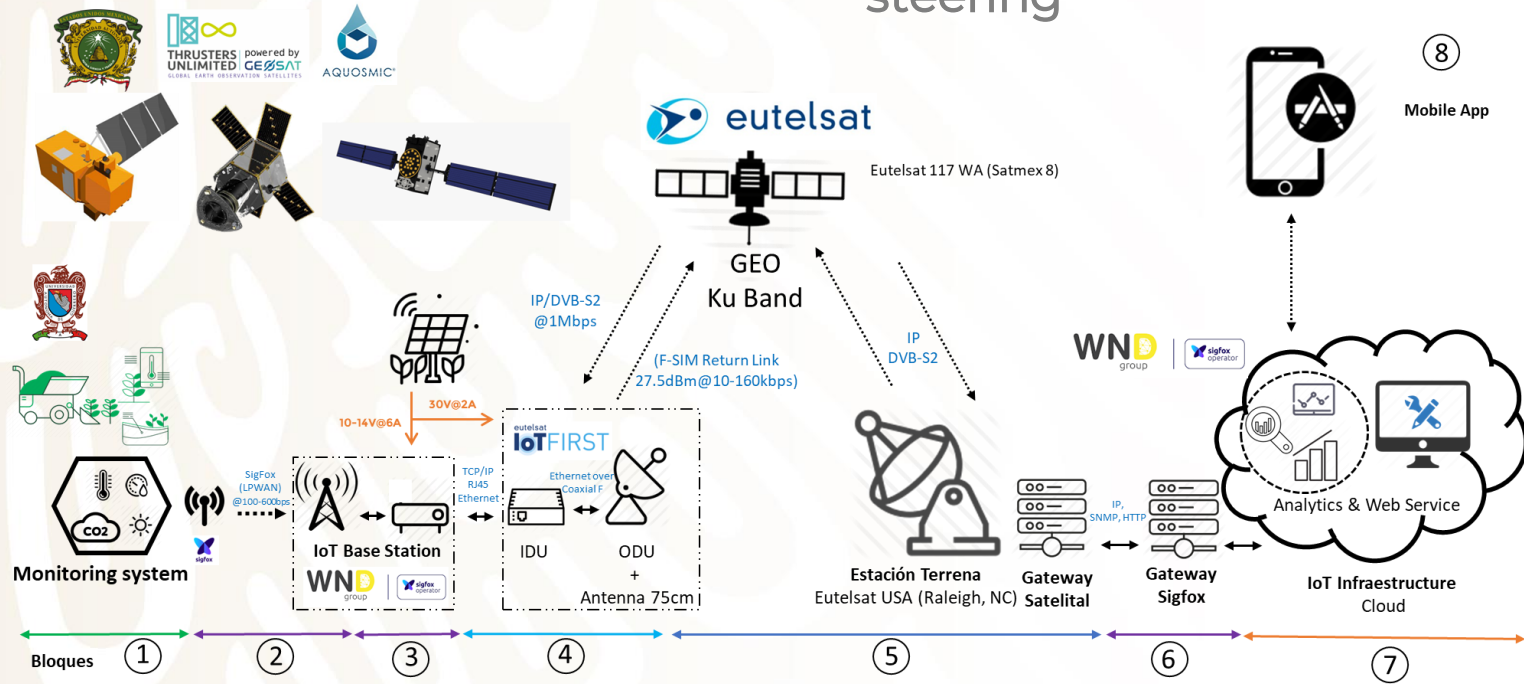 steering
THRUSTERS
UNLIMITED
powered by
GEOSAT
GLOBAL EARTH OBSERVATION SATELLITES
AQUOSMIC
eutelsat
Eutelsat 117 WA (Satmex 8)
GEO
Ku Band
8
Mobile App
IP/DVB-S2
@1Mbps
(F-SIM Return Link
27.5dBm@10-160kbps)
IP
DVB-S2
WND
group
sigfox
operator
30V@2A
10-14V@6A
eutelsat
IoTFIRST
CO2
SigFox
(LPWAN)
@100-600bps
sigfox
TCP/IP
RJ45
Ethernet
Ethernet over
Coaxial F
IP,
SNMP, HTTP
Analytics & Web Service
Monitoring system
IoT Base Station
WND
group
sigfox
operator
IDU
ODU
+
Antenna 75cm
Estación Terrena
Eutelsat USA (Raleigh, NC)
Gateway
Satelital
Gateway
Sigfox
IoT Infraestructure
Cloud
Bloques
1
2
3
4
5
6
7